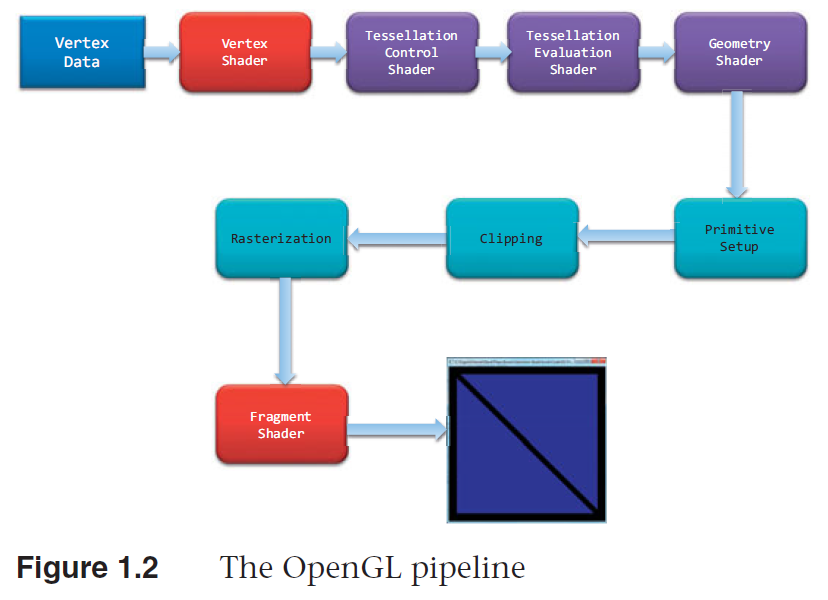 Vertex
Data
Vertex
Shader
Tessellation
Control
Shader
Tessellation
Evaluation
Shader
Geometry
Shader
Primitive
Setup
Clipping
Rasterization
Fragment
Shader
Figure 1.2 The OpenGL pipeline